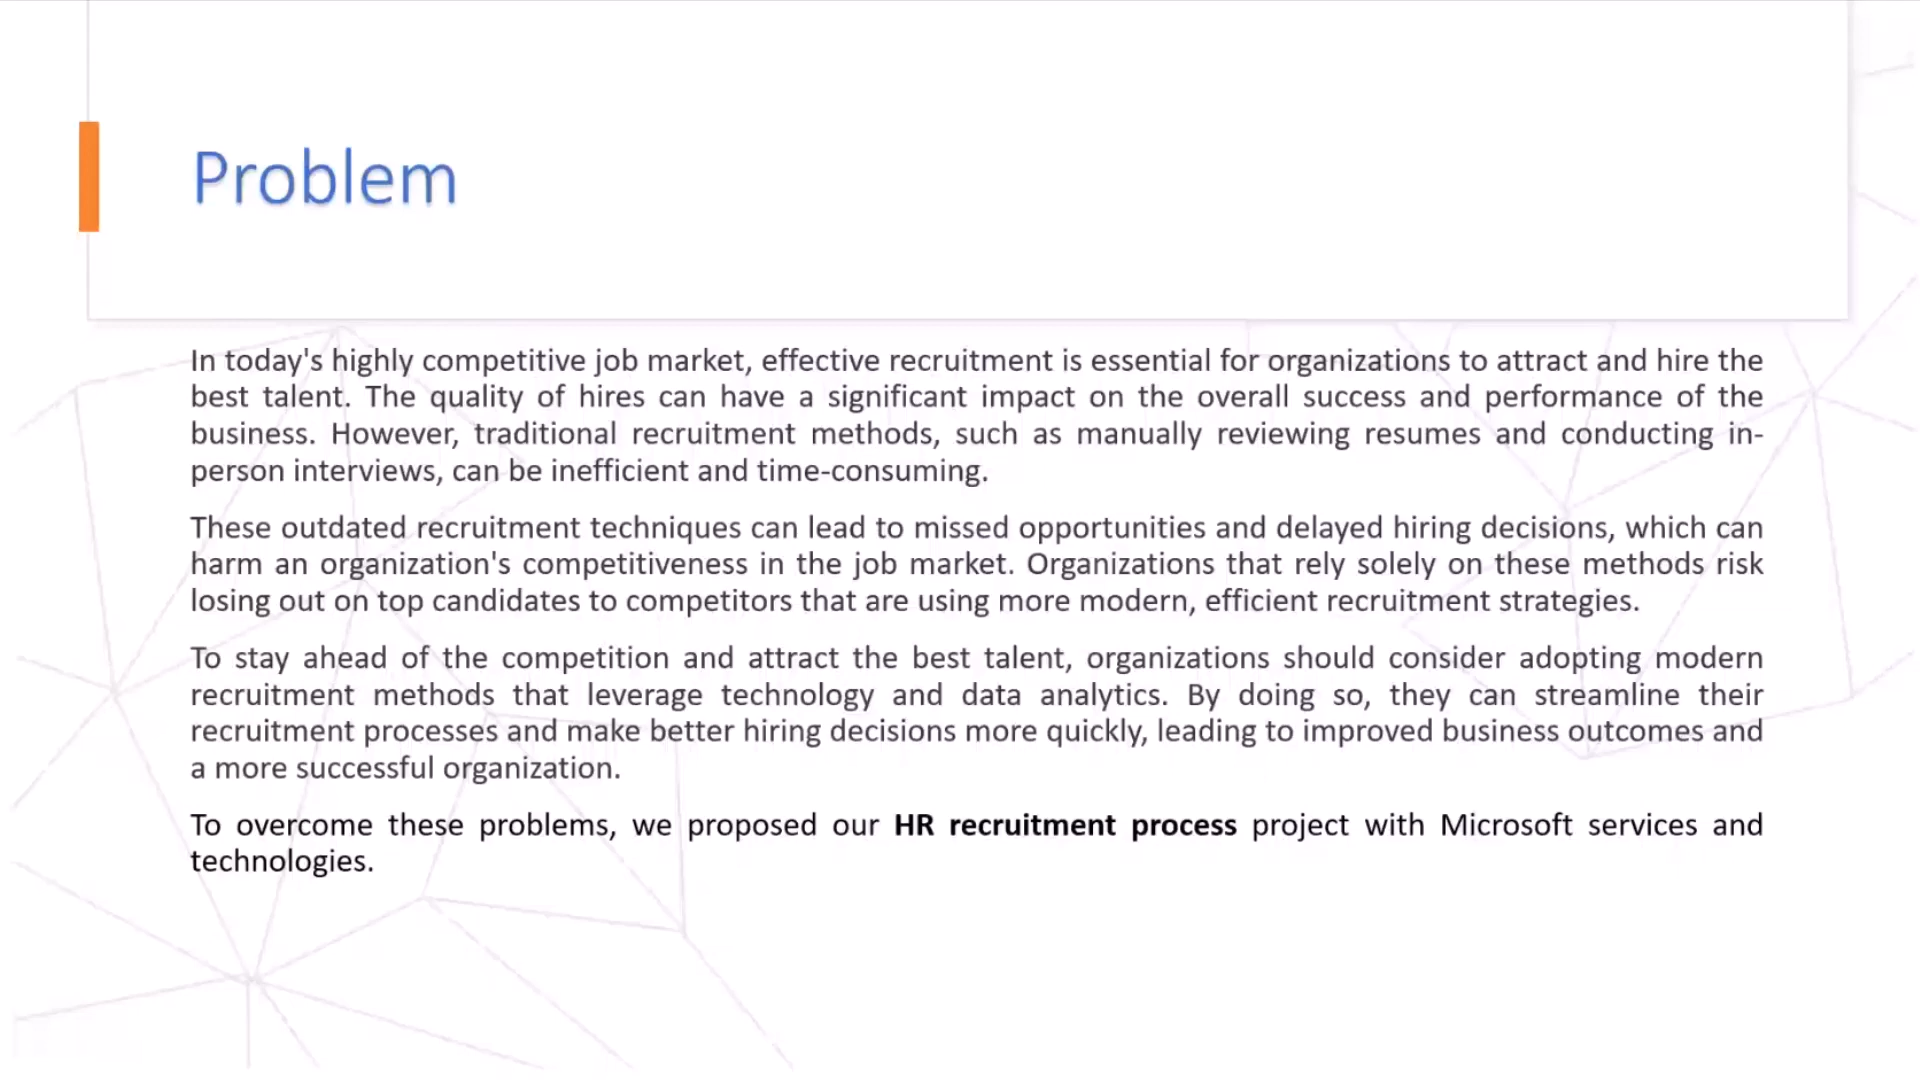 Problem
In today's highly competitive job market, effective recruitment is essential for organizations to attract and hire the
best talent. The quality of hires can have a significant impact on the overall success and performance of the
business. However, traditional recruitment methods, such as manually reviewing resumes and conducting in-
person interviews, can be inefficient and time-consuming.
These outdated recruitment techniques can lead to missed opportunities and delayed hiring decisions, which can
harm an organization's competitiveness in the job market. Organizations that rely solely on these methods risk
losing out on top candidates to competitors that are using more modern, efficient recruitment strategies.
To stay ahead of the competition and attract the best talent, organizations should consider adopting modern
recruitment methods that leverage technology and data analytics. By doing so, they can streamline their
recruitment processes and make better hiring decisions more quickly, leading to improved business outcomes and
a more successful organization.
To overcome these problems, we proposed our HR recruitment process project with Microsoft services and
technologies.